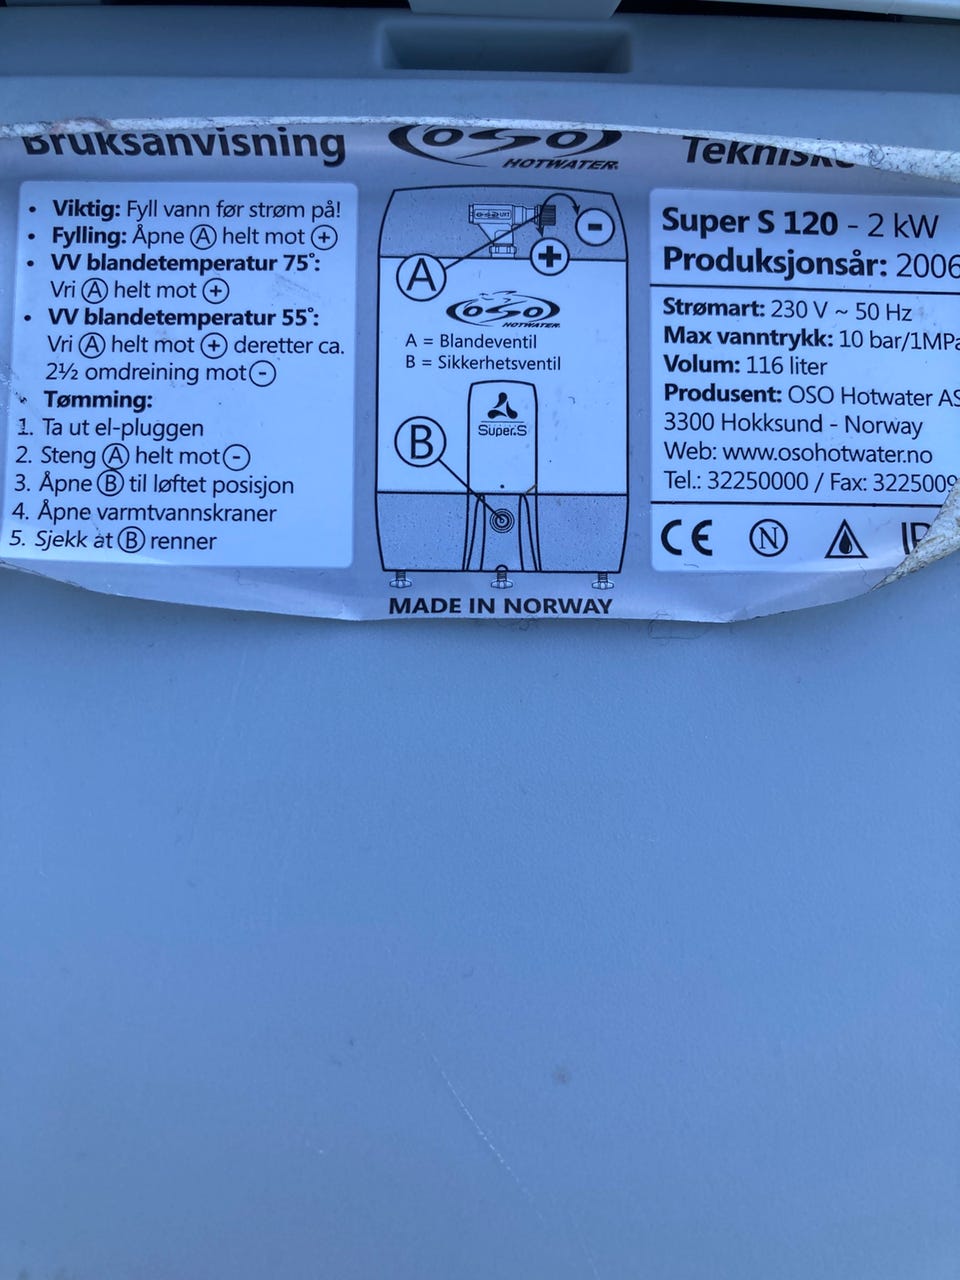 Bruksanvisning
• Viktig: Fyll vann før strøm på!
• Fylling: Åpne Ⓐ helt mot ⊕
• VV blandetemperatur 75°:
Vri Ⓐ helt mot ⊕
• VV blandetemperatur 55°:
Vri Ⓐ helt mot ⊕ deretter ca.
2½ omdreining mot ⊖
Tømming:
1. Ta ut el-pluggen
2. Steng Ⓐ helt mot ⊖
3. Åpne Ⓑ til løftet posisjon
4. Åpne varmtvannskraner
5. Sjekk at Ⓑ renner
OSO
HOTWATER
-
+
A
OSO
HOTWATER
A = Blandeventil
B = Sikkerhetsventil
Super S
B
MADE IN NORWAY
Tekniske
Super S 120 - 2 kW
Produksjonsår: 2006
Strømart: 230 V ~ 50 Hz
Max vanntrykk: 10 bar/1MPa
Volum: 116 liter
Produsent: OSO Hotwater AS
3300 Hokksund - Norway
Web: www.osohotwater.no
Tel.: 32250000 / Fax: 3225009
CE N IP